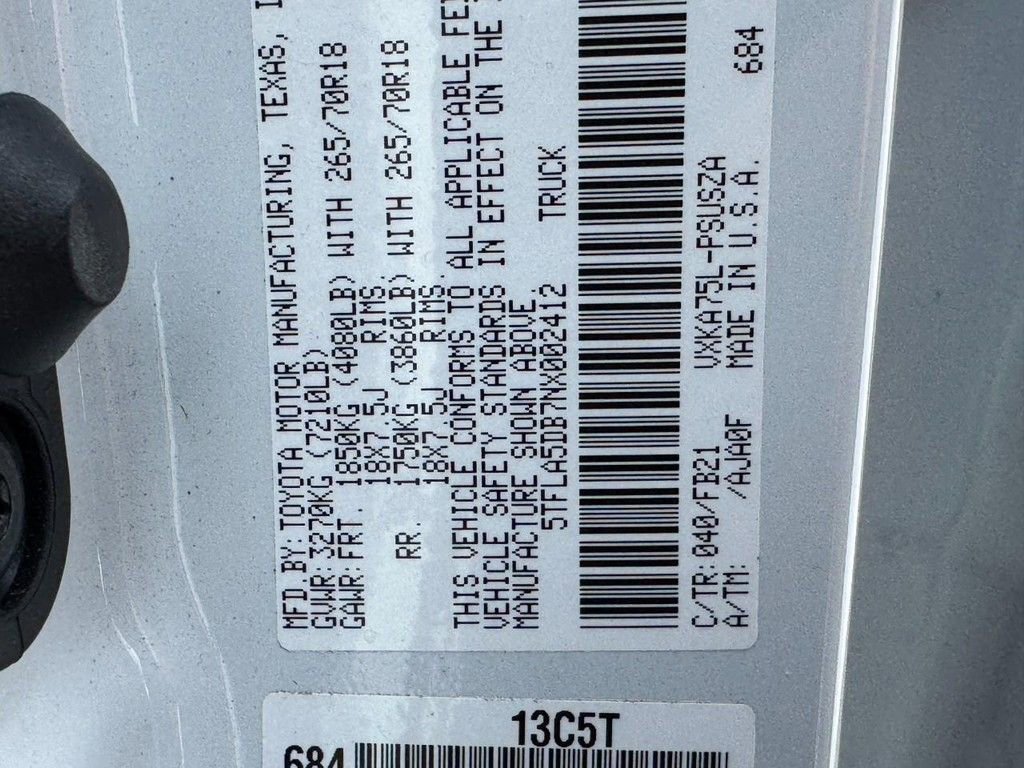 MFD.BY:TOYOTA MOTOR MANUFACTURING, TEXAS,
GVWR:3270KG (7210LB)
GAWR:FRT. 1850KG (4080LB) WITH 265/70R18
18X7.5J RIMS.
RR. 1750KG (3860LB) WITH 265/70R18
18X7.5J RIMS.
THIS VEHICLE CONFORMS TO ALL APPLICABLE
VEHICLE SAFETY STANDARDS IN EFFECT ON THE
MANUFACTURE SHOWN ABOVE.
5TFLA5DB7NX002412 TRUCK
C/TR:040/FB21 VXKA75L-PSUSZA 684
A/TM: /AJA0F MADE IN U.S.A.
13C5T
684